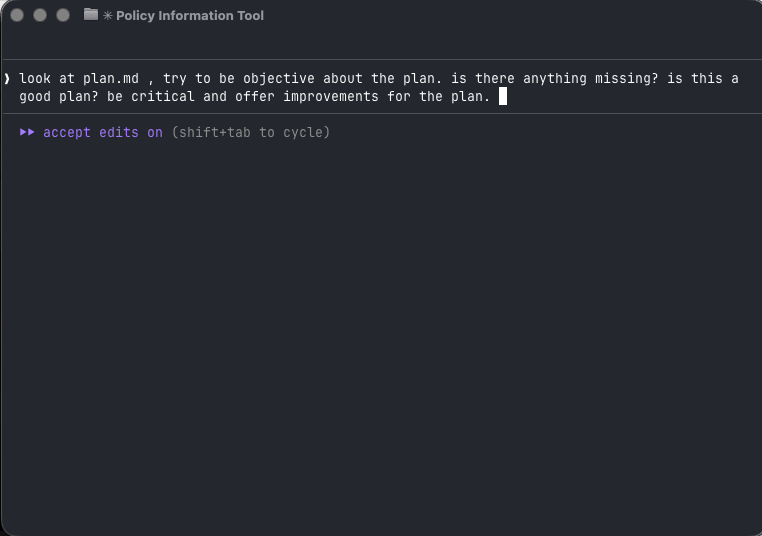 ✳ Policy Information Tool
❯ look at plan.md , try to be objective about the plan. is there anything missing? is this a
good plan? be critical and offer improvements for the plan.
⏵⏵ accept edits on (shift+tab to cycle)